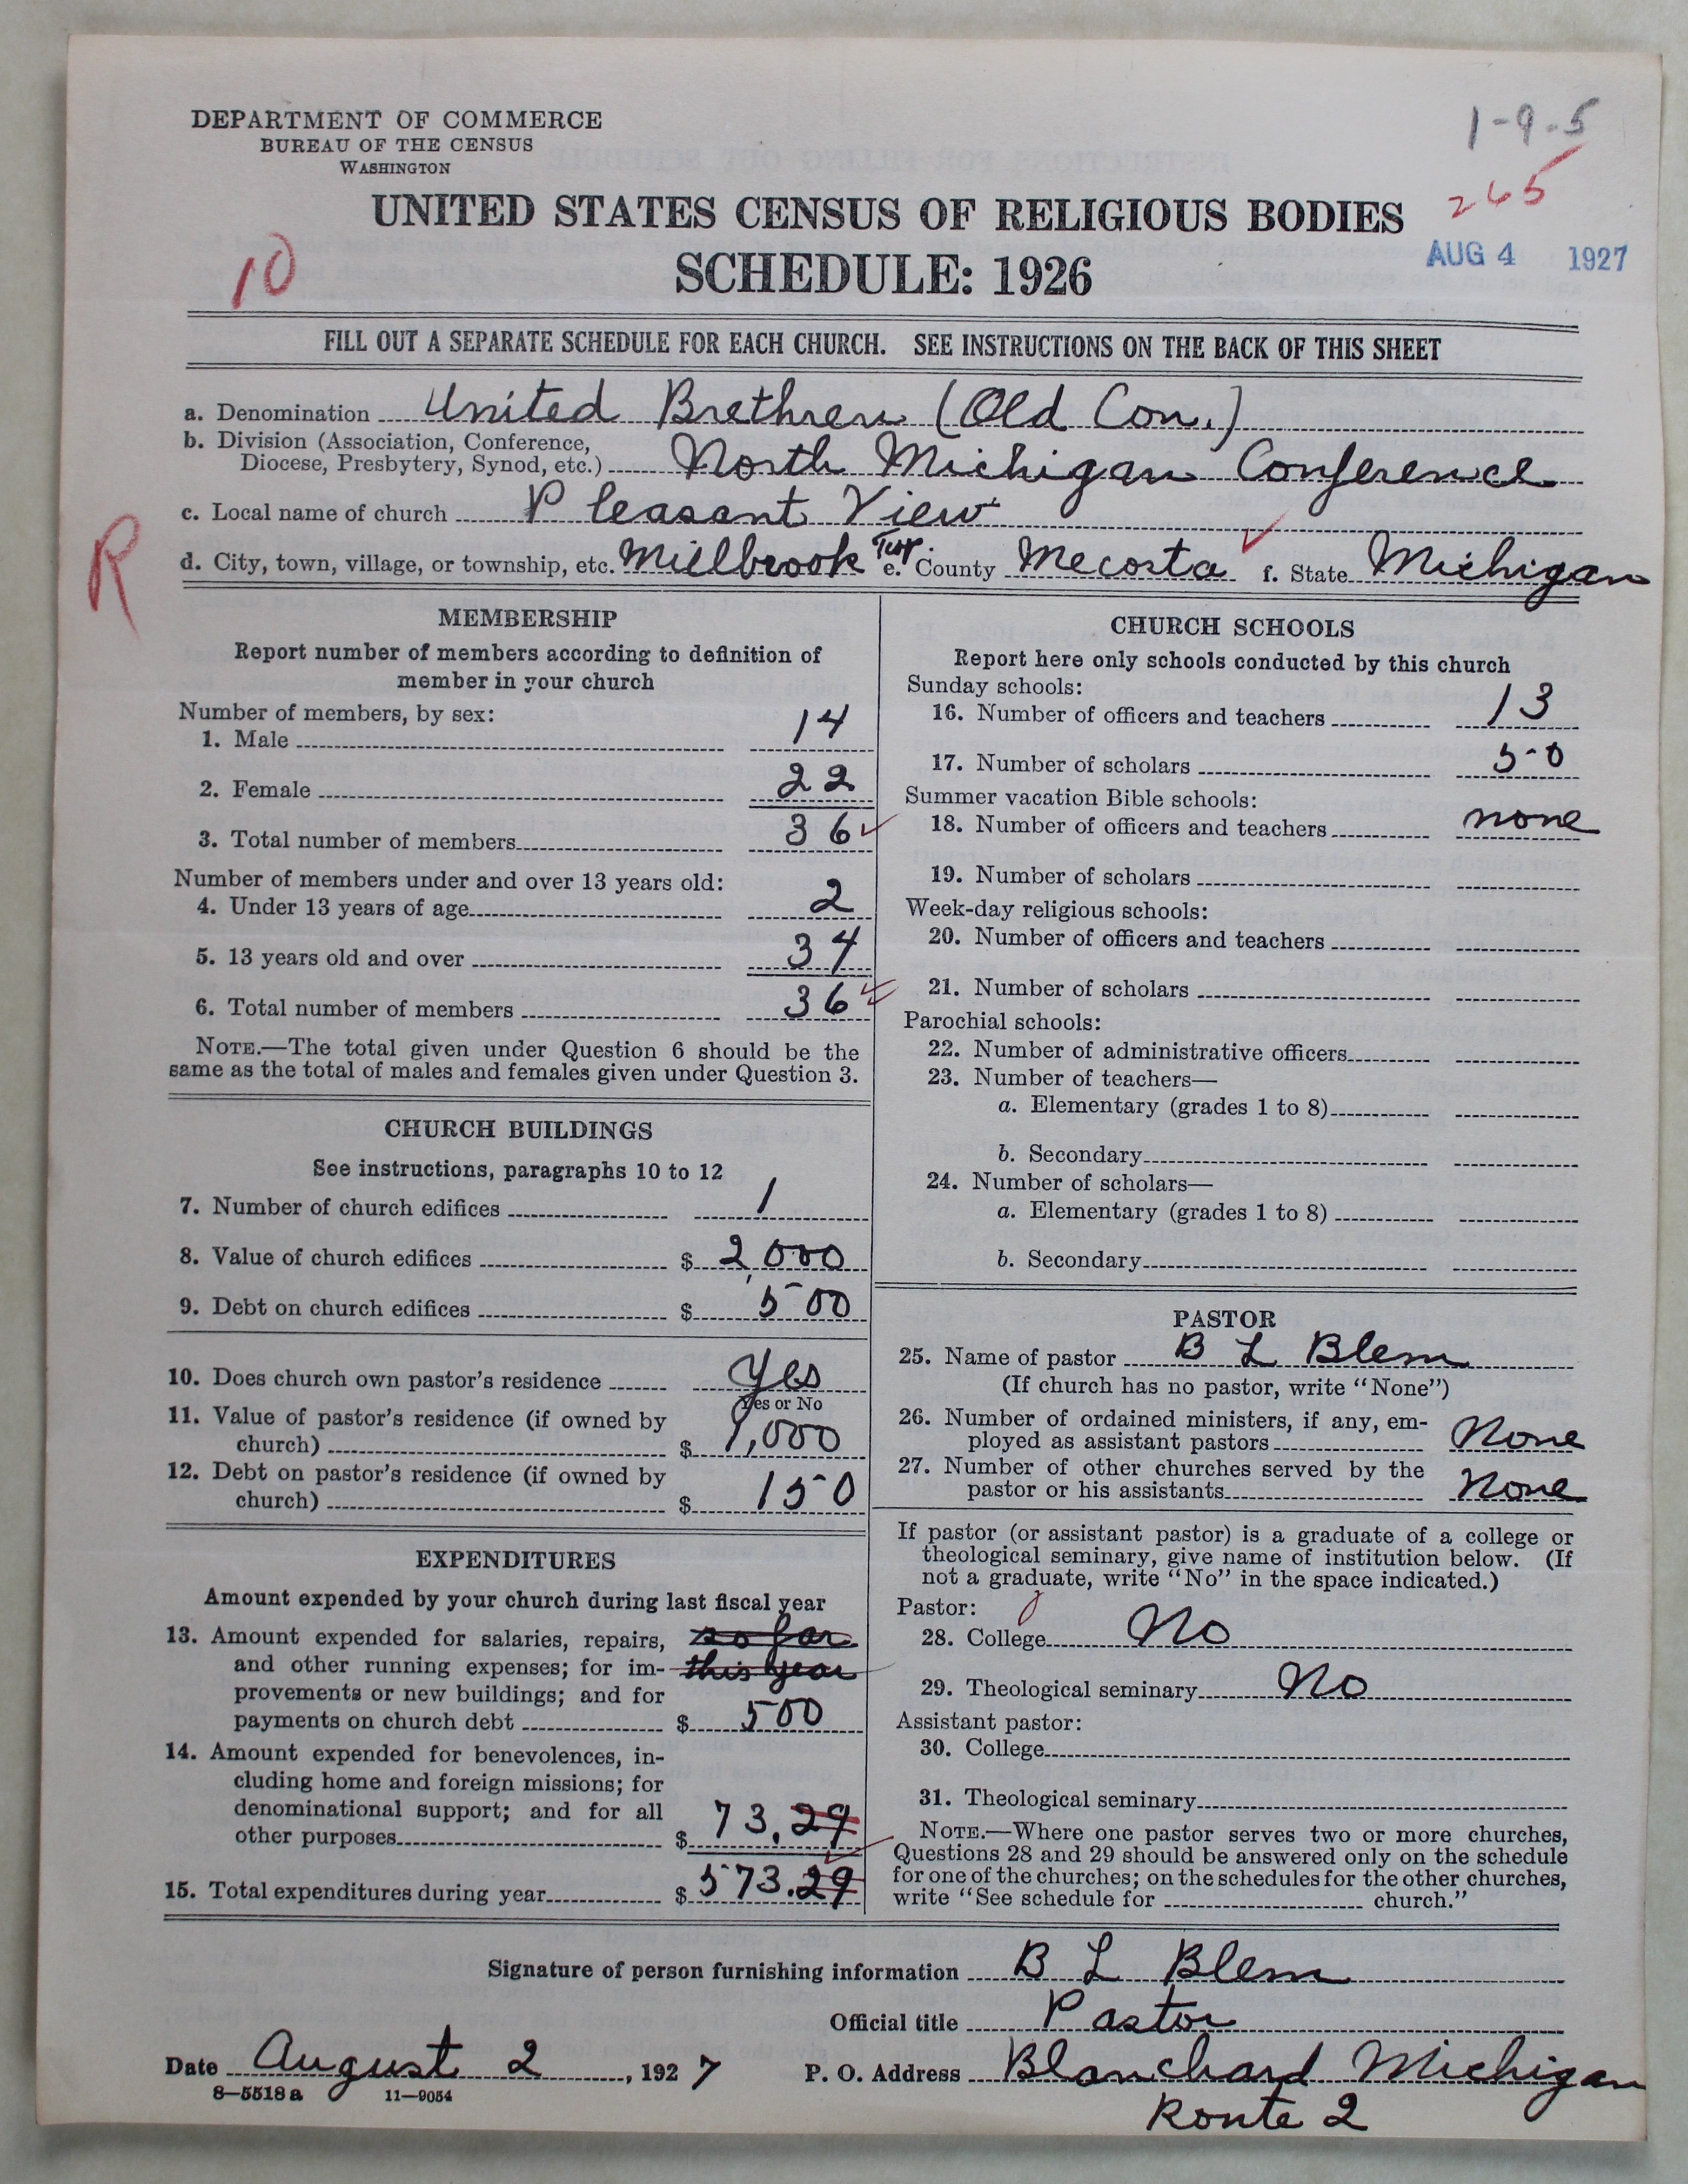 DEPARTMENT OF COMMERCE
BUREAU OF THE CENSUS
WASHINGTON
1-9-5
265
UNITED STATES CENSUS OF RELIGIOUS BODIES
AUG 4 1927
10
SCHEDULE: 1926
FILL OUT A SEPARATE SCHEDULE FOR EACH CHURCH. SEE INSTRUCTIONS ON THE BACK OF THIS SHEET
a. Denomination United Brethren (Old Con.)
b. Division (Association, Conference,
Diocese, Presbytery, Synod, etc.) North Michigan Conference
c. Local name of church Pleasant View
R
d. City, town, village, or township, etc. Millbrook Twp. e. County Mecosta f. State Michigan
MEMBERSHIP
Report number of members according to definition of
member in your church
Number of members, by sex:
1. Male 14
2. Female 22
3. Total number of members 36
Number of members under and over 13 years old:
4. Under 13 years of age 2
5. 13 years old and over 34
6. Total number of members 36
NOTE.—The total given under Question 6 should be the
same as the total of males and females given under Question 3.
CHURCH BUILDINGS
See instructions, paragraphs 10 to 12
7. Number of church edifices 1
8. Value of church edifices $ 2,000
9. Debt on church edifices $ 500
10. Does church own pastor's residence Yes
Yes or No
11. Value of pastor's residence (if owned by
church) $ 1,000
12. Debt on pastor's residence (if owned by
church) $ 150
EXPENDITURES
Amount expended by your church during last fiscal year
13. Amount expended for salaries, repairs, so far
and other running expenses; for im- this year
provements or new buildings; and for
payments on church debt $ 500
14. Amount expended for benevolences, in-
cluding home and foreign missions; for
denominational support; and for all
other purposes $ 73.29
15. Total expenditures during year $ 573.29
CHURCH SCHOOLS
Report here only schools conducted by this church
Sunday schools:
16. Number of officers and teachers 13
17. Number of scholars 50
Summer vacation Bible schools:
18. Number of officers and teachers none
19. Number of scholars
Week-day religious schools:
20. Number of officers and teachers
21. Number of scholars
Parochial schools:
22. Number of administrative officers
23. Number of teachers—
a. Elementary (grades 1 to 8)
b. Secondary
24. Number of scholars—
a. Elementary (grades 1 to 8)
b. Secondary
PASTOR
25. Name of pastor B L Blem
(If church has no pastor, write "None")
26. Number of ordained ministers, if any, em-
ployed as assistant pastors None
27. Number of other churches served by the
pastor or his assistants None
If pastor (or assistant pastor) is a graduate of a college or
theological seminary, give name of institution below. (If
not a graduate, write "No" in the space indicated.)
Pastor:
28. College No
29. Theological seminary No
Assistant pastor:
30. College
31. Theological seminary
NOTE.—Where one pastor serves two or more churches,
Questions 28 and 29 should be answered only on the schedule
for one of the churches; on the schedules for the other churches,
write "See schedule for church."
Signature of person furnishing information B L Blem
Official title Pastor
Date August 2, 1927 P. O. Address Blanchard Michigan
8—5518 a 11—9054
Route 2